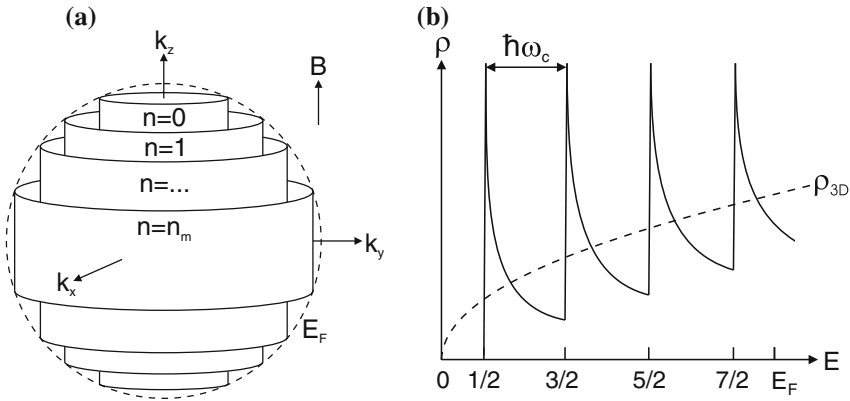 (a)
k_z
B
n=0
n=1
n=...
n=n_m
k_y
k_x
E_F
(b)
ρ
ħω_c
ρ_3D
E
0 1/2 3/2 5/2 7/2 E_F